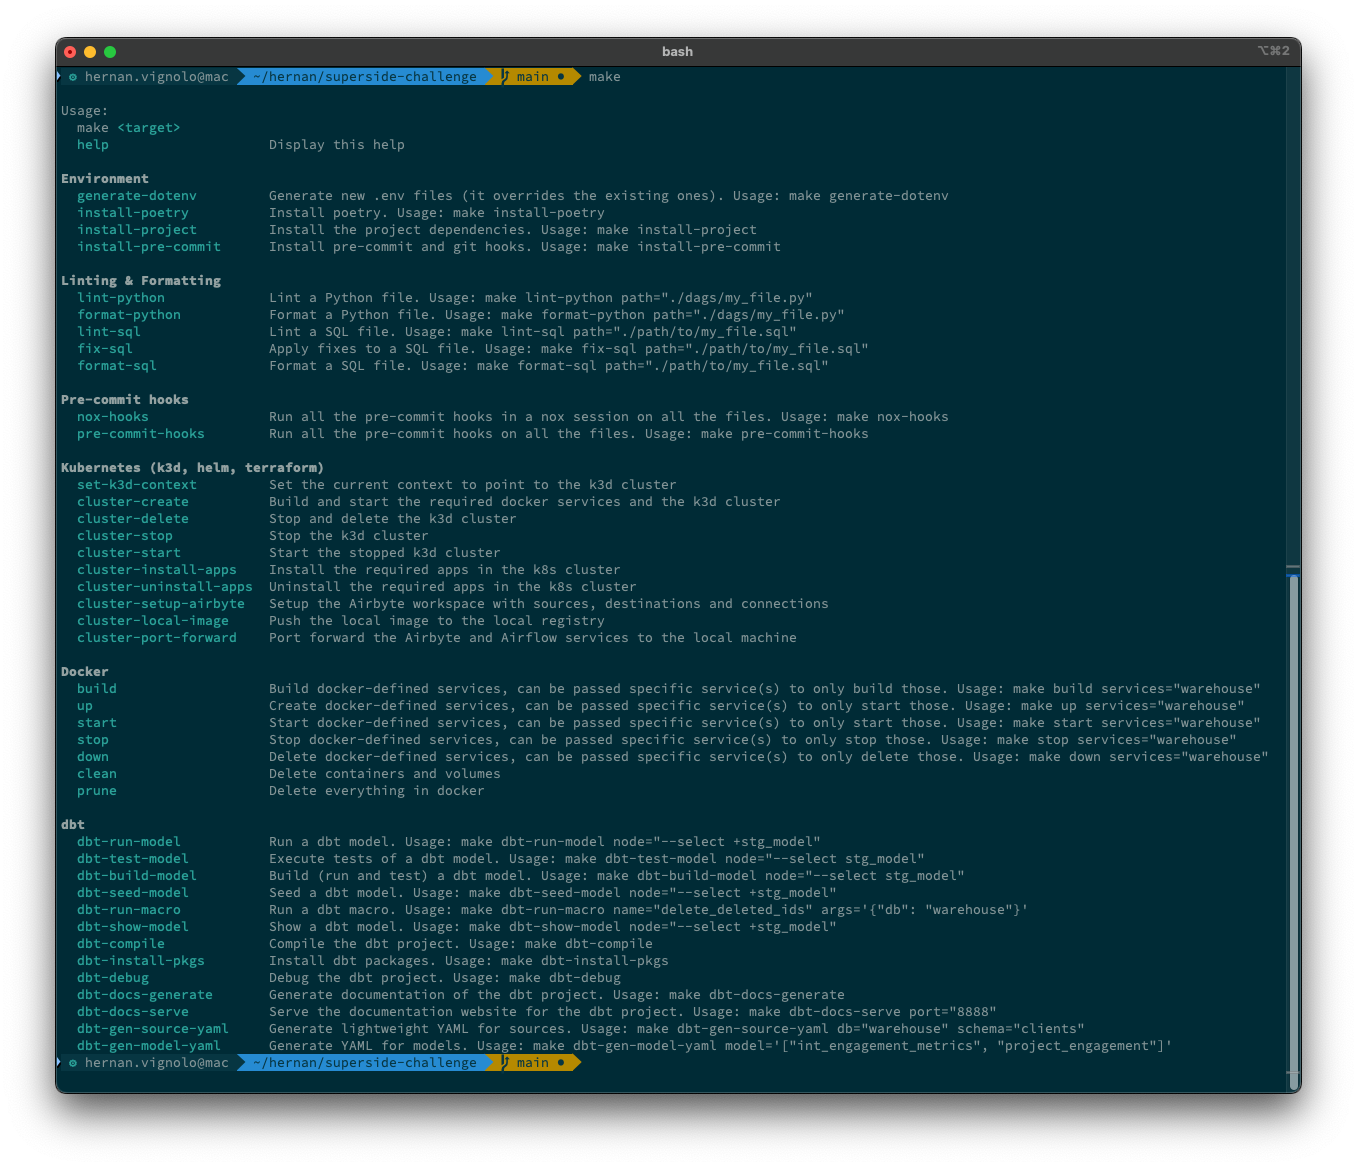 bash
⌥⌘2
hernan.vignolo@mac ~/hernan/superside-challenge main ● make
Usage:
make <target>
help Display this help
Environment
generate-dotenv Generate new .env files (it overrides the existing ones). Usage: make generate-dotenv
install-poetry Install poetry. Usage: make install-poetry
install-project Install the project dependencies. Usage: make install-project
install-pre-commit Install pre-commit and git hooks. Usage: make install-pre-commit
Linting & Formatting
lint-python Lint a Python file. Usage: make lint-python path="./dags/my_file.py"
format-python Format a Python file. Usage: make format-python path="./dags/my_file.py"
lint-sql Lint a SQL file. Usage: make lint-sql path="./path/to/my_file.sql"
fix-sql Apply fixes to a SQL file. Usage: make fix-sql path="./path/to/my_file.sql"
format-sql Format a SQL file. Usage: make format-sql path="./path/to/my_file.sql"
Pre-commit hooks
nox-hooks Run all the pre-commit hooks in a nox session on all the files. Usage: make nox-hooks
pre-commit-hooks Run all the pre-commit hooks on all the files. Usage: make pre-commit-hooks
Kubernetes (k3d, helm, terraform)
set-k3d-context Set the current context to point to the k3d cluster
cluster-create Build and start the required docker services and the k3d cluster
cluster-delete Stop and delete the k3d cluster
cluster-stop Stop the k3d cluster
cluster-start Start the stopped k3d cluster
cluster-install-apps Install the required apps in the k8s cluster
cluster-uninstall-apps Uninstall the required apps in the k8s cluster
cluster-setup-airbyte Setup the Airbyte workspace with sources, destinations and connections
cluster-local-image Push the local image to the local registry
cluster-port-forward Port forward the Airbyte and Airflow services to the local machine
Docker
build Build docker-defined services, can be passed specific service(s) to only build those. Usage: make build services="warehouse"
up Create docker-defined services, can be passed specific service(s) to only start those. Usage: make up services="warehouse"
start Start docker-defined services, can be passed specific service(s) to only start those. Usage: make start services="warehouse"
stop Stop docker-defined services, can be passed specific service(s) to only stop those. Usage: make stop services="warehouse"
down Delete docker-defined services, can be passed specific service(s) to only delete those. Usage: make down services="warehouse"
clean Delete containers and volumes
prune Delete everything in docker
dbt
dbt-run-model Run a dbt model. Usage: make dbt-run-model node="--select +stg_model"
dbt-test-model Execute tests of a dbt model. Usage: make dbt-test-model node="--select stg_model"
dbt-build-model Build (run and test) a dbt model. Usage: make dbt-build-model node="--select stg_model"
dbt-seed-model Seed a dbt model. Usage: make dbt-seed-model node="--select +stg_model"
dbt-run-macro Run a dbt macro. Usage: make dbt-run-macro name="delete_deleted_ids" args='{"db": "warehouse"}'
dbt-show-model Show a dbt model. Usage: make dbt-show-model node="--select +stg_model"
dbt-compile Compile the dbt project. Usage: make dbt-compile
dbt-install-pkgs Install dbt packages. Usage: make dbt-install-pkgs
dbt-debug Debug the dbt project. Usage: make dbt-debug
dbt-docs-generate Generate documentation of the dbt project. Usage: make dbt-docs-generate
dbt-docs-serve Serve the documentation website for the dbt project. Usage: make dbt-docs-serve port="8888"
dbt-gen-source-yaml Generate lightweight YAML for sources. Usage: make dbt-gen-source-yaml db="warehouse" schema="clients"
dbt-gen-model-yaml Generate YAML for models. Usage: make dbt-gen-model-yaml model='["int_engagement_metrics", "project_engagement"]'
hernan.vignolo@mac ~/hernan/superside-challenge main ●